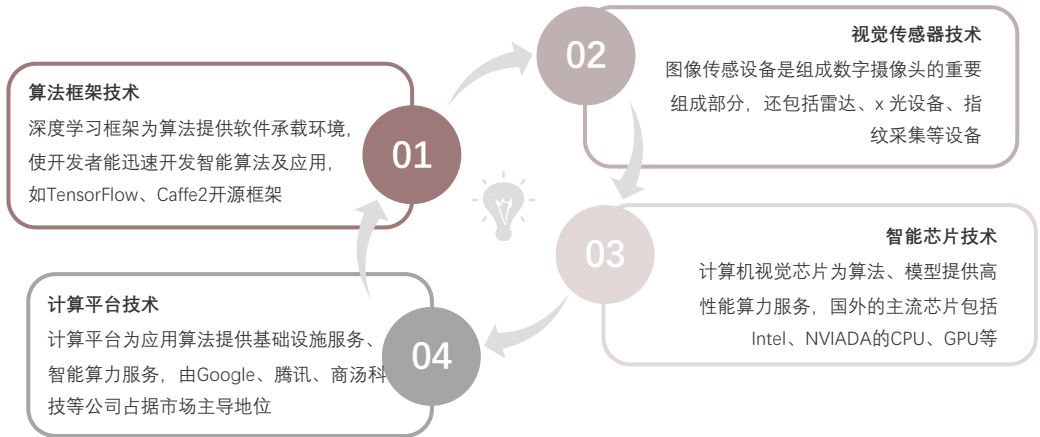 01
算法框架技术
深度学习框架为算法提供软件承载环境，
使开发者能迅速开发智能算法及应用，
如TensorFlow、Caffe2开源框架
02
视觉传感器技术
图像传感设备是组成数字摄像头的重要
组成部分，还包括雷达、x 光设备、指
纹采集等设备
03
智能芯片技术
计算机视觉芯片为算法、模型提供高
性能算力服务，国外的主流芯片包括
Intel、NVIADA的CPU、GPU等
04
计算平台技术
计算平台为应用算法提供基础设施服务、
智能算力服务，由Google、腾讯、商汤科
技等公司占据市场主导地位